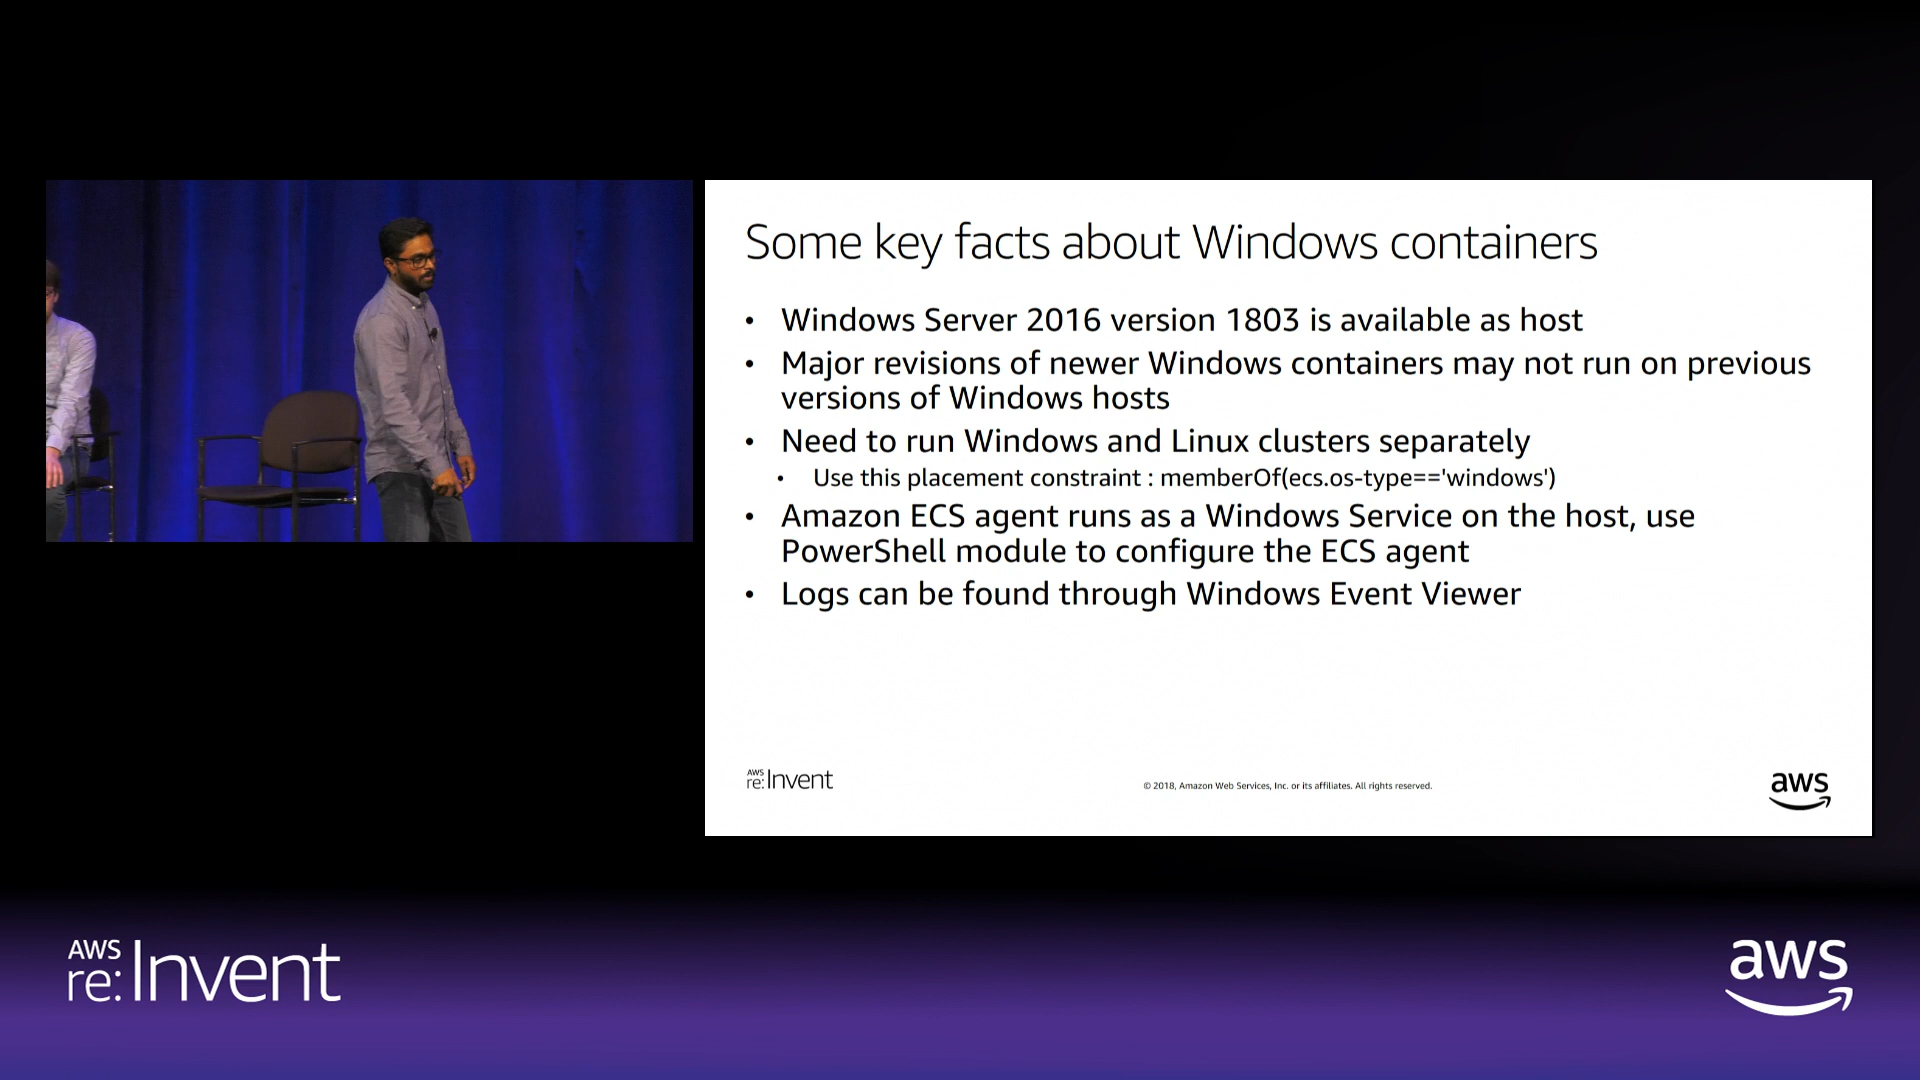 Some key facts about Windows containers
• Windows Server 2016 version 1803 is available as host
• Major revisions of newer Windows containers may not run on previous
versions of Windows hosts
• Need to run Windows and Linux clusters separately
• Use this placement constraint : memberOf(ecs.os-type=='windows')
• Amazon ECS agent runs as a Windows Service on the host, use
PowerShell module to configure the ECS agent
• Logs can be found through Windows Event Viewer
AWS
re:Invent
© 2018, Amazon Web Services, Inc. or its affiliates. All rights reserved.
aws
AWS
re:Invent
aws